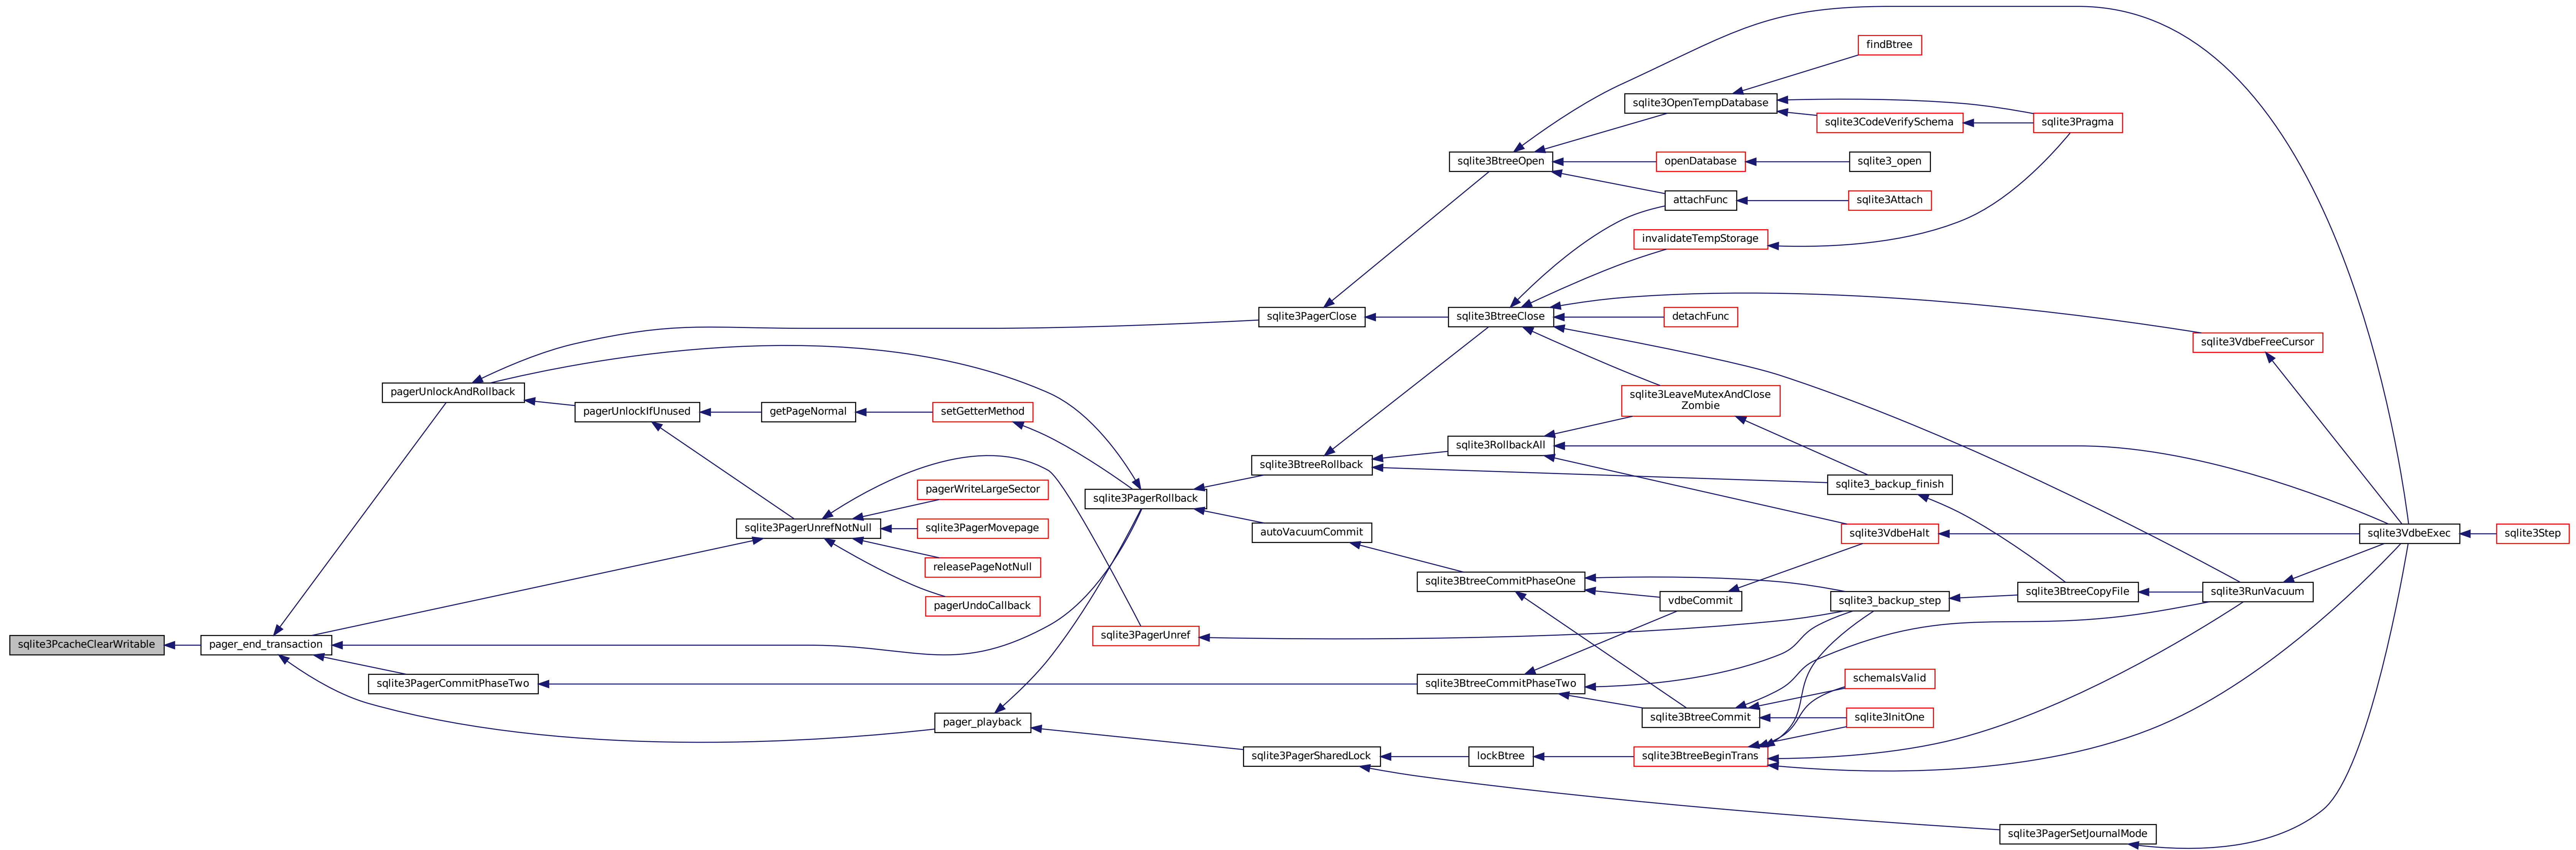 findBtree
sqlite3OpenTempDatabase
sqlite3CodeVerifySchema
sqlite3Pragma
sqlite3BtreeOpen
openDatabase
sqlite3_open
attachFunc
sqlite3Attach
invalidateTempStorage
sqlite3PagerClose
sqlite3BtreeClose
detachFunc
sqlite3VdbeFreeCursor
pagerUnlockAndRollback
sqlite3LeaveMutexAndClose
Zombie
pagerUnlockIfUnused
getPageNormal
setGetterMethod
sqlite3RollbackAll
sqlite3BtreeRollback
sqlite3_backup_finish
pagerWriteLargeSector
sqlite3PagerRollback
sqlite3PagerUnrefNotNull
sqlite3PagerMovepage
autoVacuumCommit
sqlite3VdbeHalt
sqlite3VdbeExec
sqlite3Step
releasePageNotNull
sqlite3BtreeCommitPhaseOne
sqlite3BtreeCopyFile
sqlite3RunVacuum
vdbeCommit
sqlite3_backup_step
pagerUndoCallback
sqlite3PagerUnref
sqlite3PcacheClearWritable
pager_end_transaction
sqlite3PagerCommitPhaseTwo
sqlite3BtreeCommitPhaseTwo
schemaIsValid
sqlite3BtreeCommit
sqlite3InitOne
pager_playback
sqlite3PagerSharedLock
lockBtree
sqlite3BtreeBeginTrans
sqlite3PagerSetJournalMode